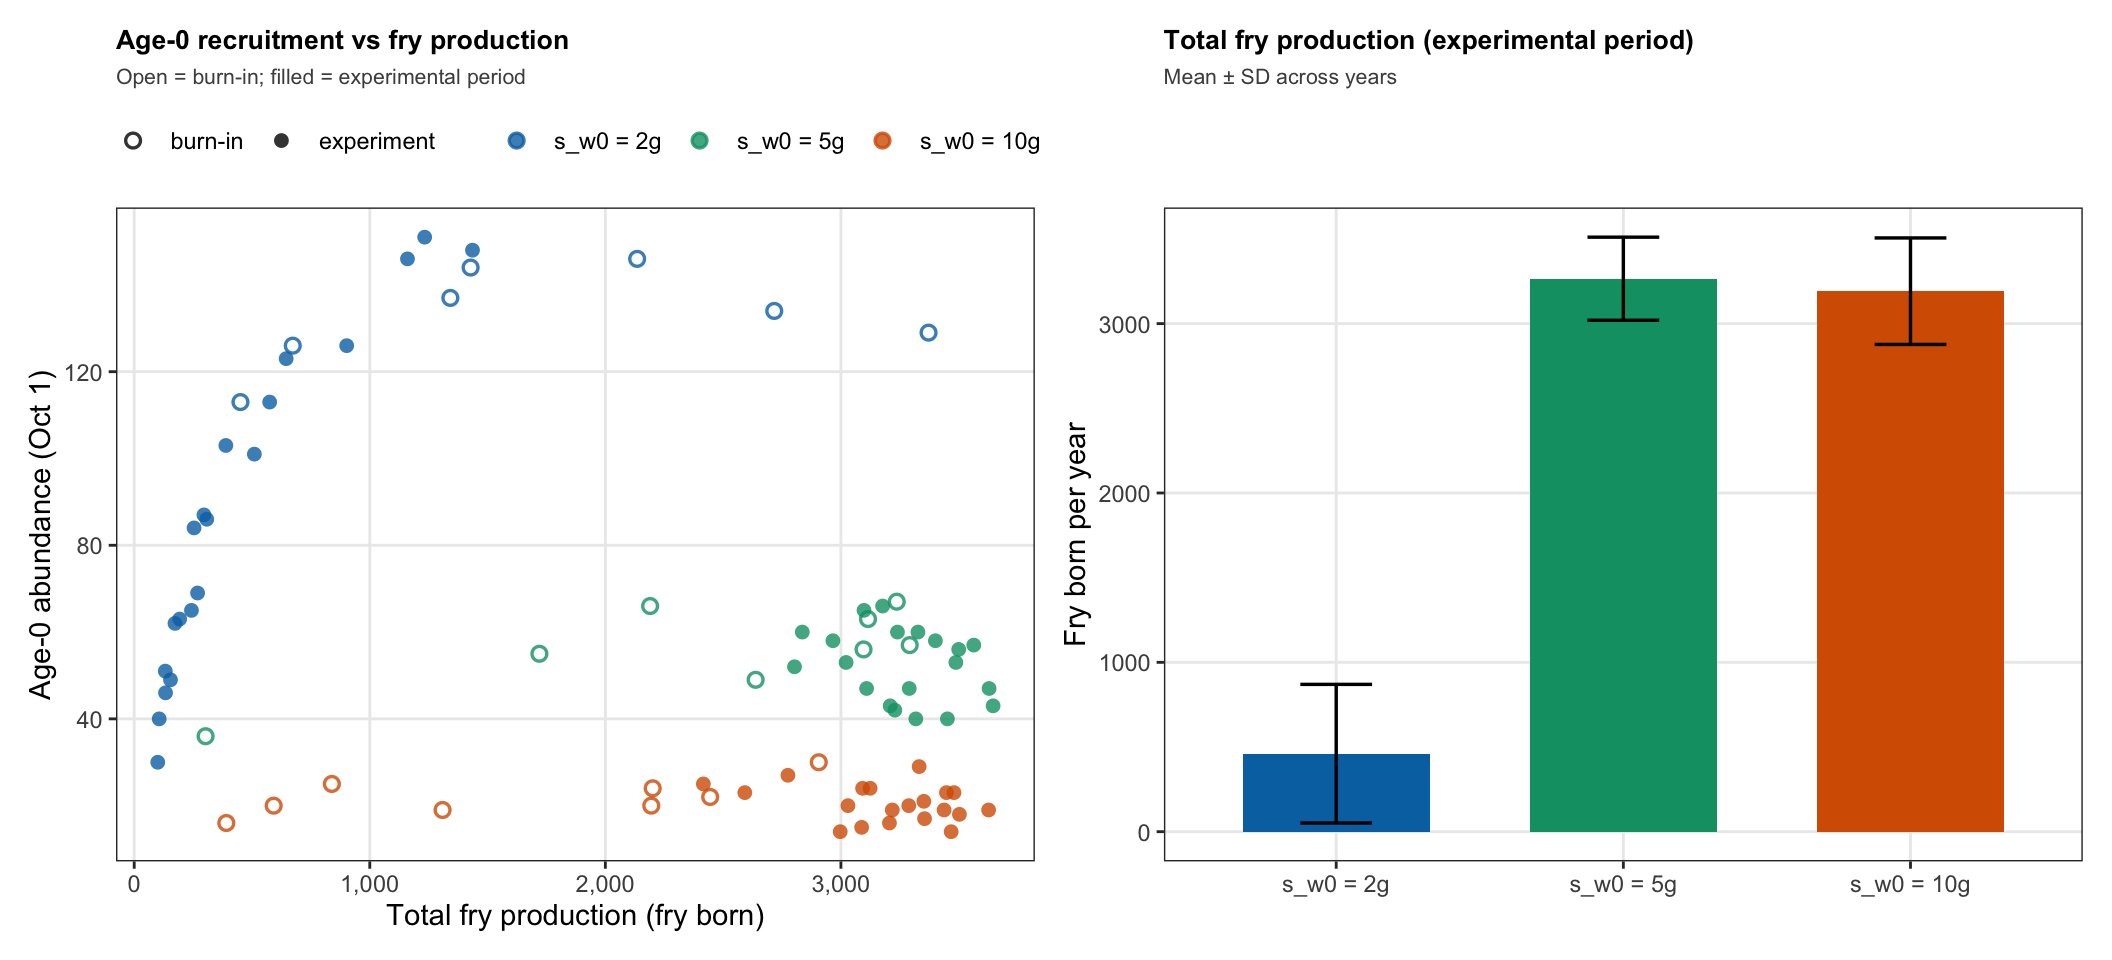 Age-0 recruitment vs fry production
Open = burn-in; filled = experimental period
burn-in experiment s_w0 = 2g s_w0 = 5g s_w0 = 10g
Age-0 abundance (Oct 1)
120
80
40
0 1,000 2,000 3,000
Total fry production (fry born)
Total fry production (experimental period)
Mean ± SD across years
Fry born per year
3000
2000
1000
0
s_w0 = 2g s_w0 = 5g s_w0 = 10g